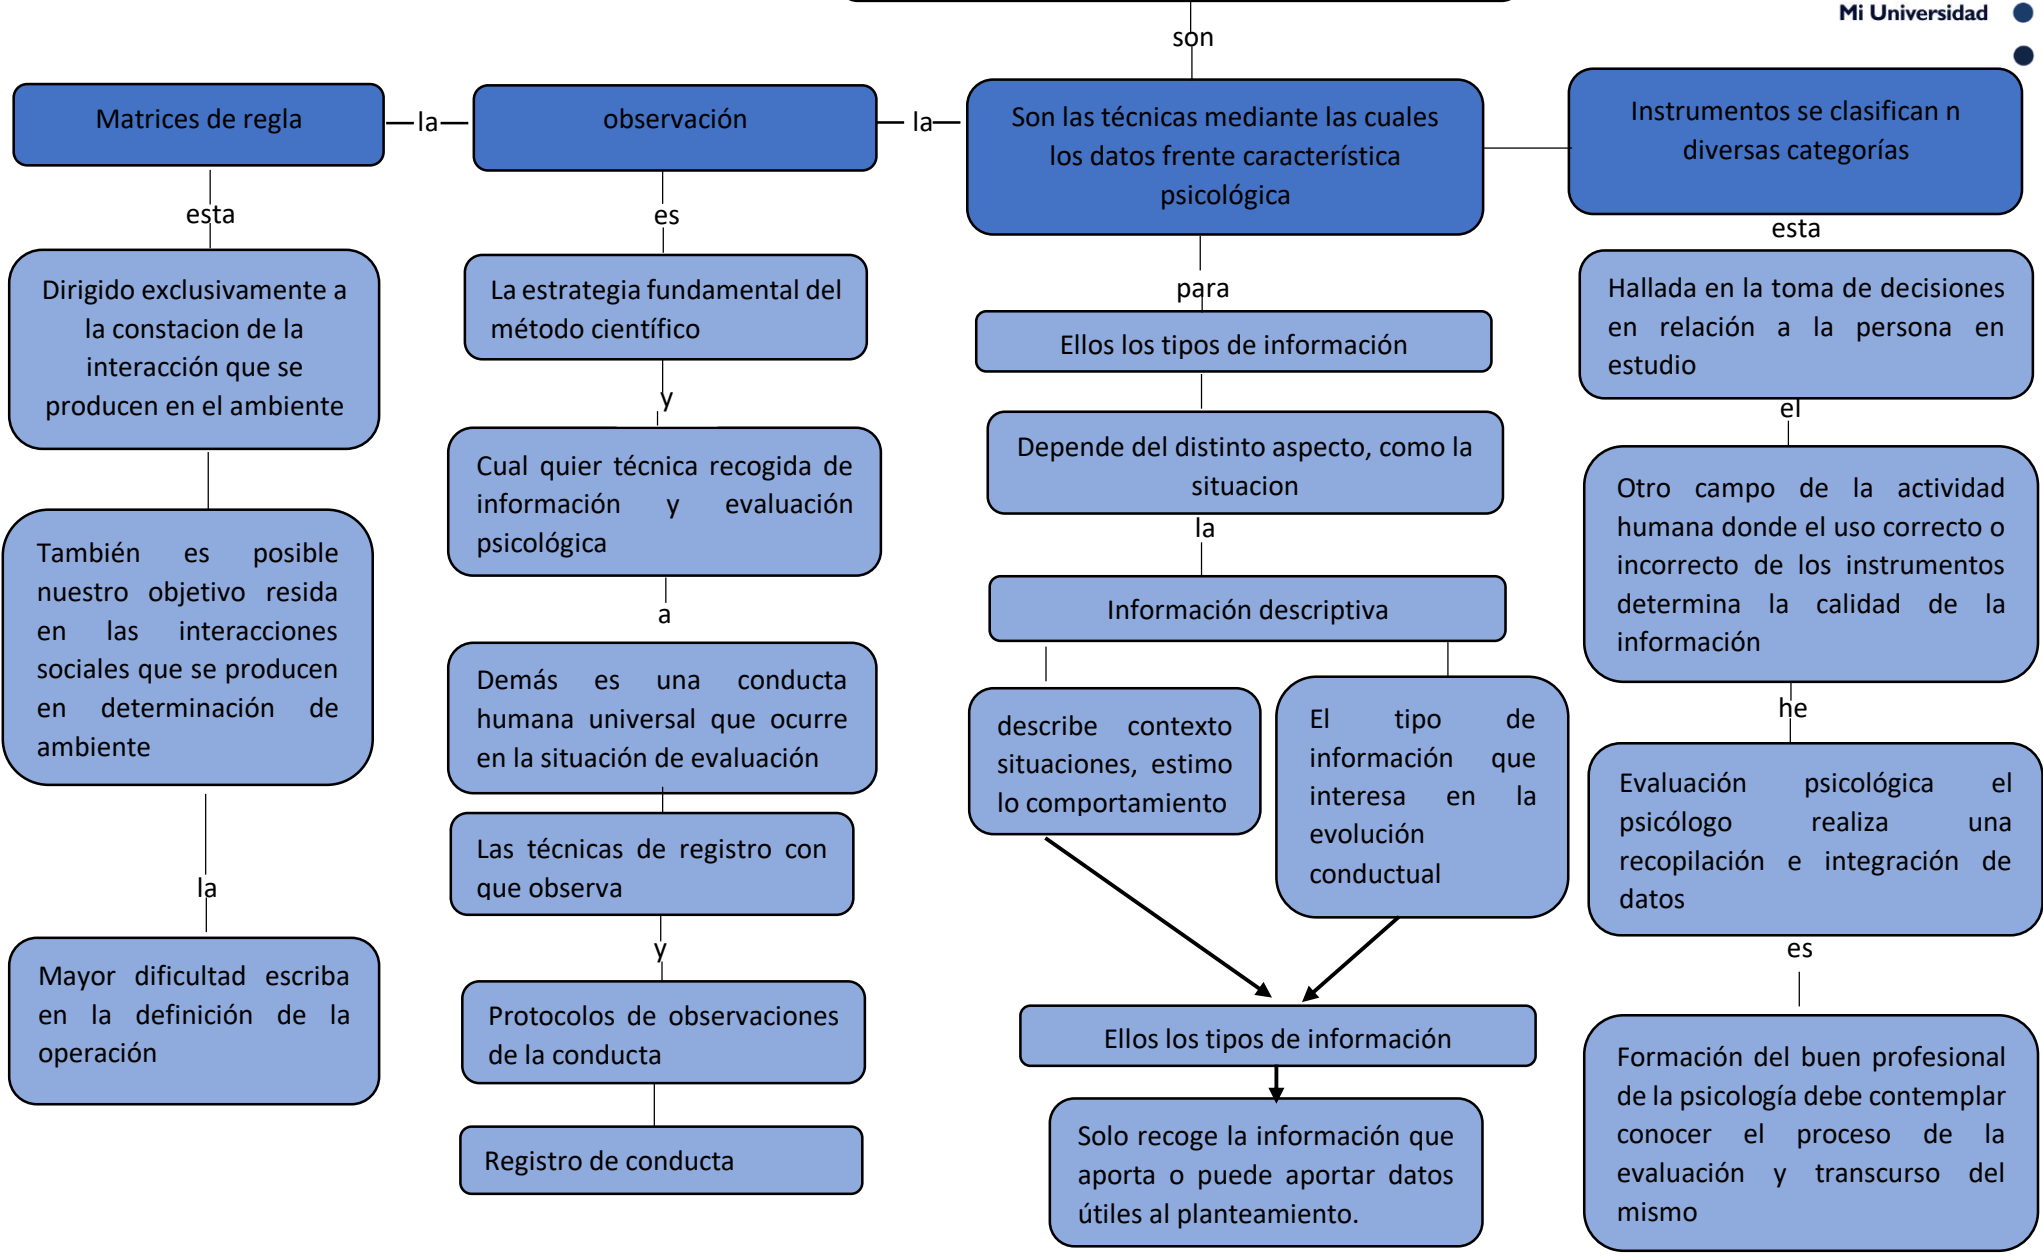 Mi Universidad
son
Matrices de regla
la
observación
la
Son las técnicas mediante las cuales
los datos frente característica
psicológica
Instrumentos se clasifican n
diversas categorías
esta
Dirigido exclusivamente a
la constacion de la
interacción que se
producen en el ambiente
También es posible
nuestro objetivo resida
en las interacciones
sociales que se producen
en determinación de
ambiente
la
Mayor dificultad escriba
en la definición de la
operación
es
La estrategia fundamental del
método científico
y
Cual quier técnica recogida de
información y evaluación
psicológica
a
Demás es una conducta
humana universal que ocurre
en la situación de evaluación
Las técnicas de registro con
que observa
y
Protocolos de observaciones
de la conducta
Registro de conducta
para
Ellos los tipos de información
Depende del distinto aspecto, como la
situacion
la
Información descriptiva
describe contexto
situaciones, estimo
lo comportamiento
El tipo de
información que
interesa en la
evolución
conductual
Ellos los tipos de información
Solo recoge la información que
aporta o puede aportar datos
útiles al planteamiento.
esta
Hallada en la toma de decisiones
en relación a la persona en
estudio
el
Otro campo de la actividad
humana donde el uso correcto o
incorrecto de los instrumentos
determina la calidad de la
información
he
Evaluación psicológica el
psicólogo realiza una
recopilación e integración de
datos
es
Formación del buen profesional
de la psicología debe contemplar
conocer el proceso de la
evaluación y transcurso del
mismo